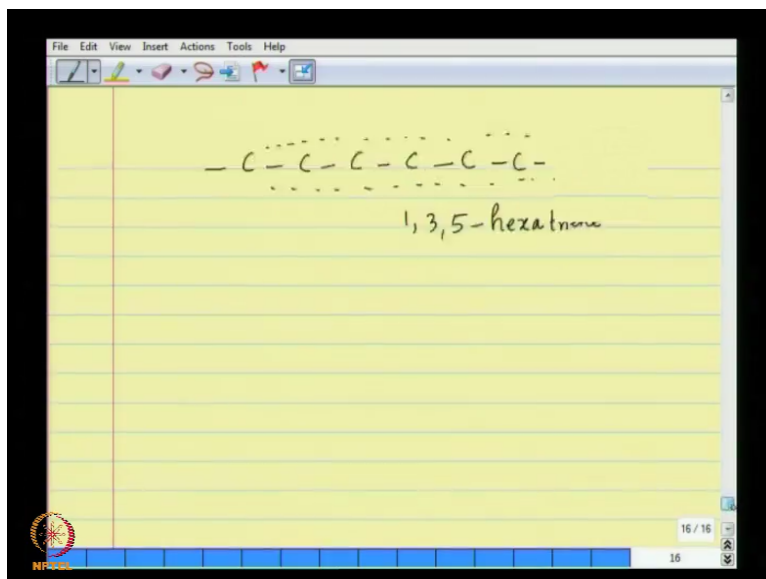 File Edit View Insert Actions Tools Help
– C – C – C – C – C – C –
1, 3, 5 – hexatriene
16 / 16
16
NPTEL